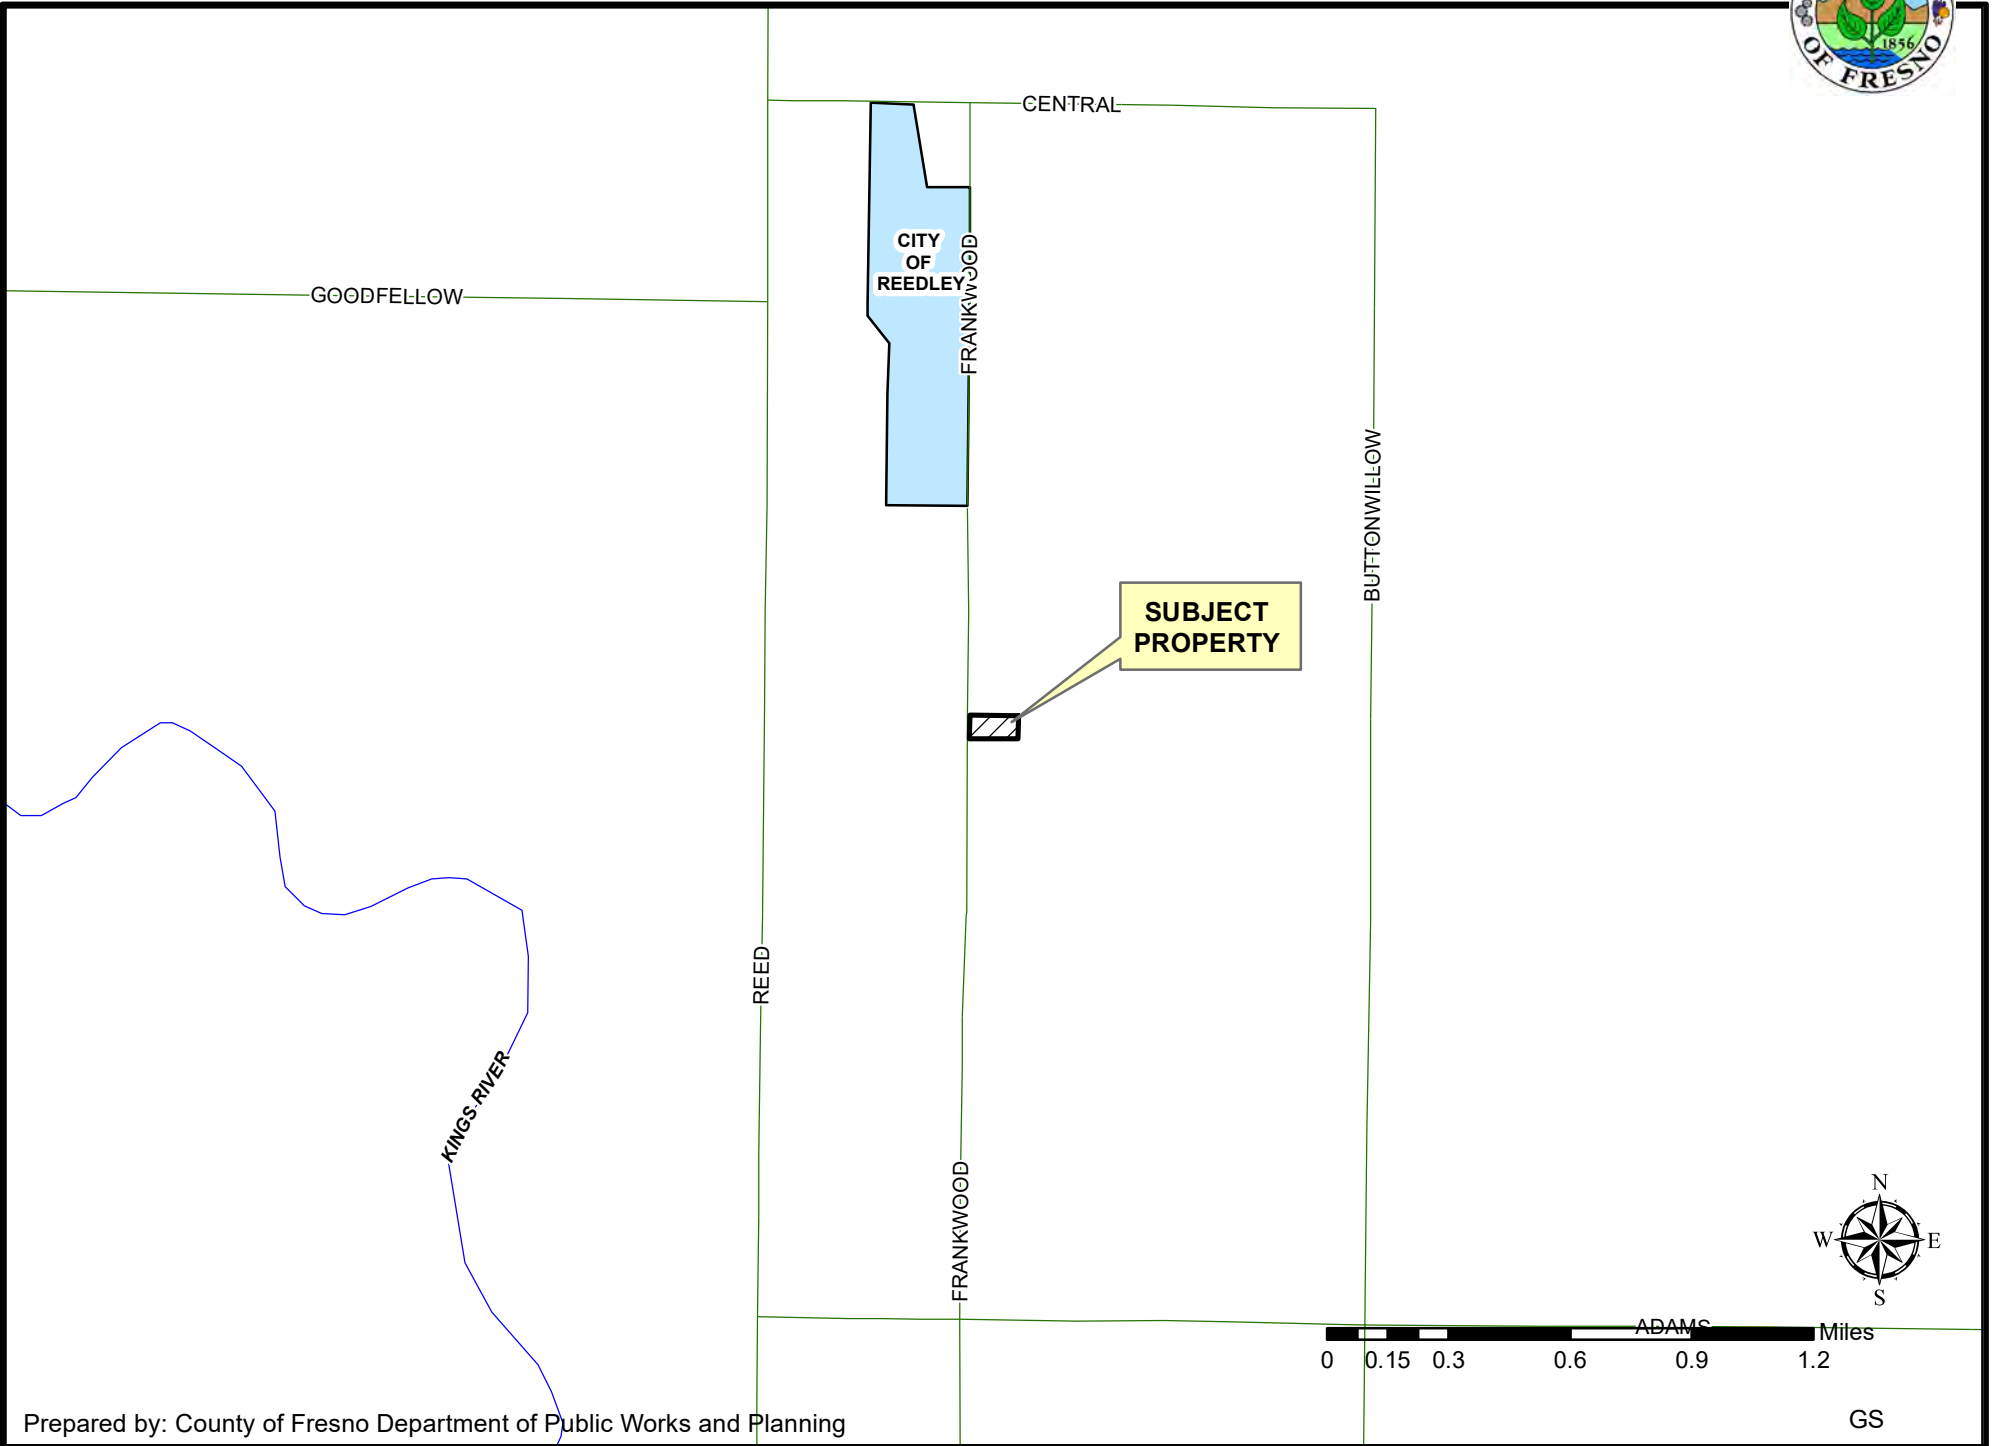 1856
OF FRESNO
CENTRAL
CITY
OF
REEDLEY
FRANKWOOD
GOODFELLOW
BUTTONWILLOW
SUBJECT
PROPERTY
REED
KINGS RIVER
FRANKWOOD
N
W E
S
ADAMS
Miles
0 0.15 0.3 0.6 0.9 1.2
Prepared by: County of Fresno Department of Public Works and Planning
GS